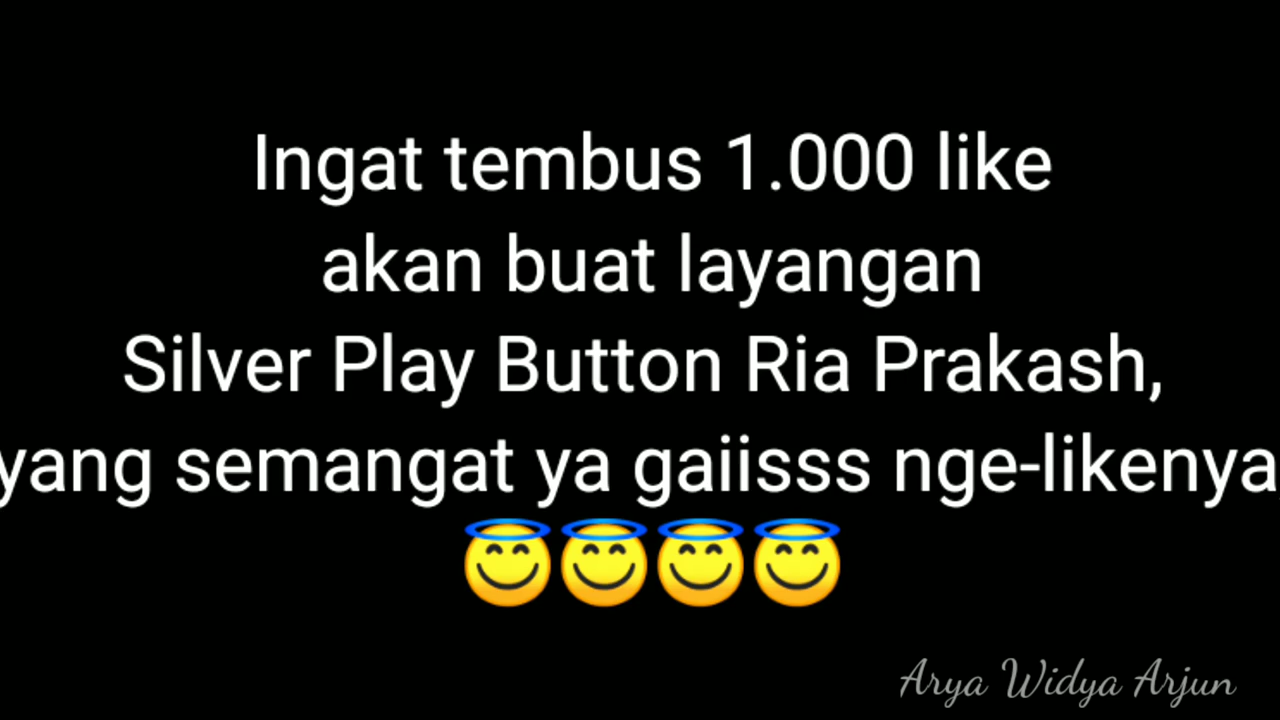 Ingat tembus 1.000 like
akan buat layangan
Silver Play Button Ria Prakash,
yang semangat ya gaiisss nge-likenya
😇😇😇😇
Arya Widya Arjun